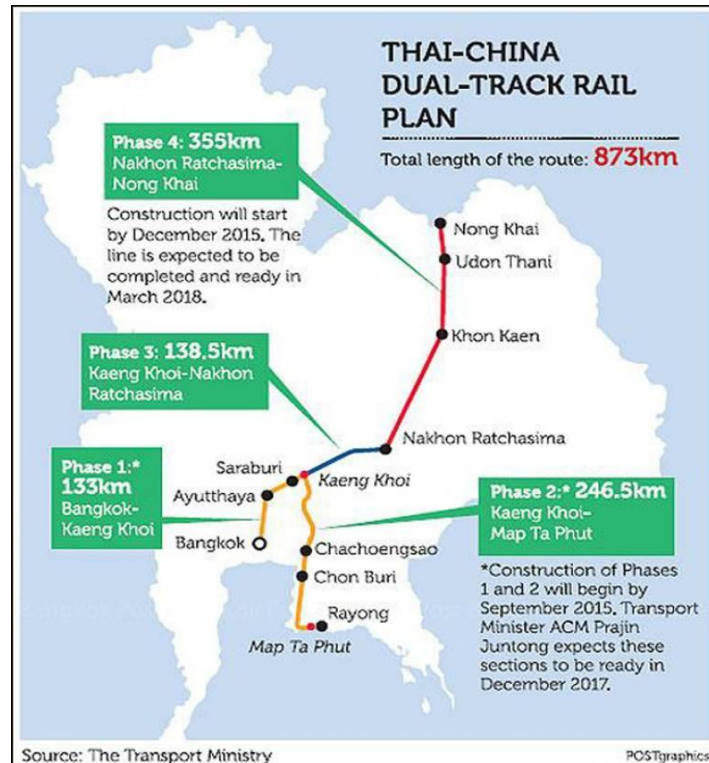 THAI-CHINA
DUAL-TRACK RAIL
PLAN
Total length of the route: 873km
Phase 4: 355km
Nakhon Ratchasima-
Nong Khai
Construction will start
by December 2015. The
line is expected to be
completed and ready in
March 2018.
Nong Khai
Udon Thani
Khon Kaen
Phase 3: 138.5km
Kaeng Khoi-Nakhon
Ratchasima
Nakhon Ratchasima
Phase 1:*
133km
Bangkok-
Kaeng Khoi
Saraburi
Kaeng Khoi
Ayutthaya
Bangkok
Phase 2:* 246.5km
Kaeng Khoi-
Map Ta Phut
Chachoengsao
Chon Buri
Rayong
Map Ta Phut
*Construction of Phases
1 and 2 will begin by
September 2015. Transport
Minister ACM Prajin
Juntong expects these
sections to be ready in
December 2017.
Source: The Transport Ministry
POSTgraphics